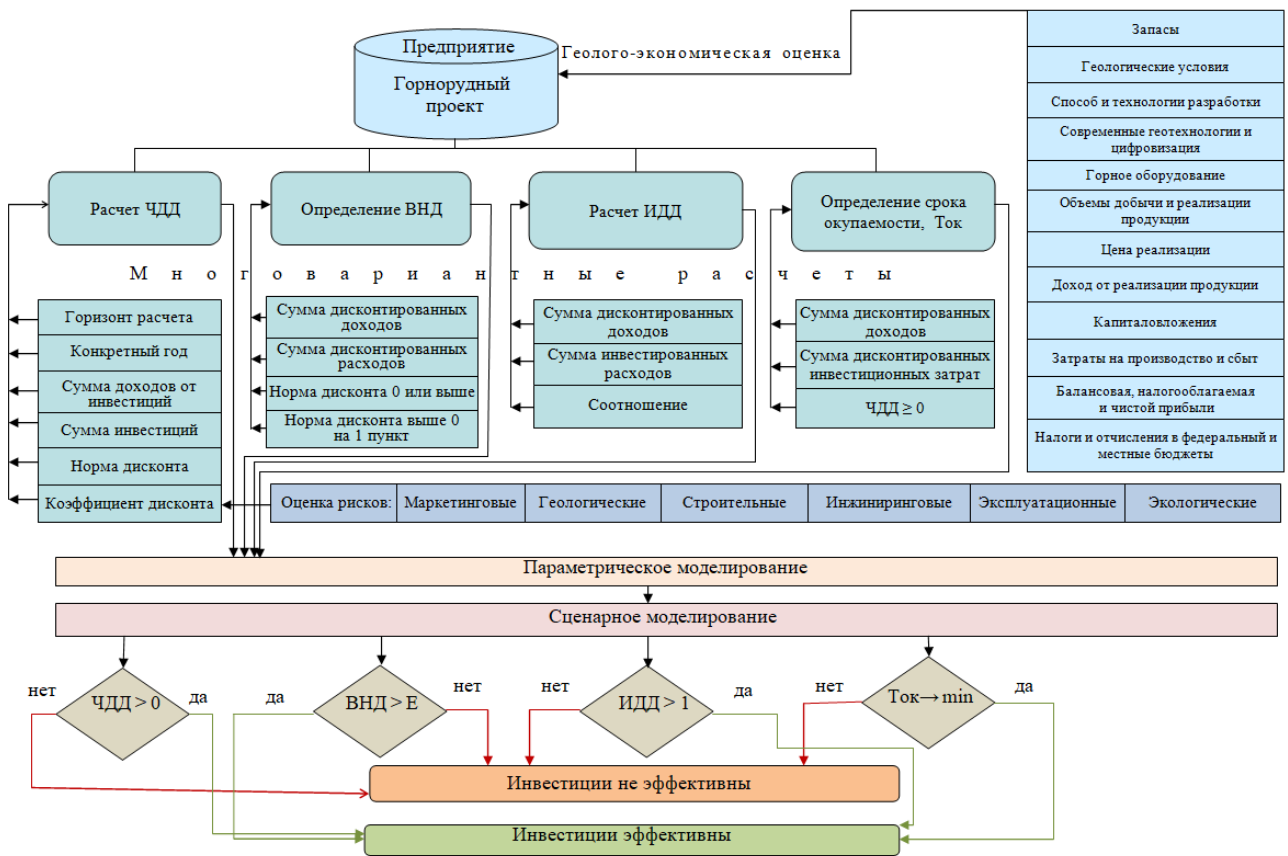 Предприятие
Горнорудный
проект
Геолого-экономическая оценка
Запасы
Геологические условия
Способ и технологии разработки
Современные геотехнологии и
цифровизация
Горное оборудование
Объемы добычи и реализации
продукции
Цена реализации
Доход от реализации продукции
Капиталовложения
Затраты на производство и сбыт
Балансовая, налогооблагаемая
и чистой прибыли
Налоги и отчисления в федеральный и
местные бюджеты
Расчет ЧДД
Определение ВНД
Расчет ИДД
Определение срока
окупаемости, Ток
Многовариантные расчеты
Горизонт расчета
Конкретный год
Сумма доходов от
инвестиций
Сумма инвестиций
Норма дисконта
Коэффициент дисконта
Сумма дисконтированных
доходов
Сумма дисконтированных
расходов
Норма дисконта 0 или выше
Норма дисконта выше 0
на 1 пункт
Сумма дисконтированных
доходов
Сумма инвестированных
расходов
Соотношение
Сумма дисконтированных
доходов
Сумма дисконтированных
инвестиционных затрат
ЧДД ≥ 0
Оценка рисков:
Маркетинговые
Геологические
Строительные
Инжиниринговые
Эксплуатационные
Экологические
Параметрическое моделирование
Сценарное моделирование
нет
ЧДД > 0
да
да
ВНД > Е
нет
нет
ИДД > 1
да
нет
Ток→ min
да
Инвестиции не эффективны
Инвестиции эффективны